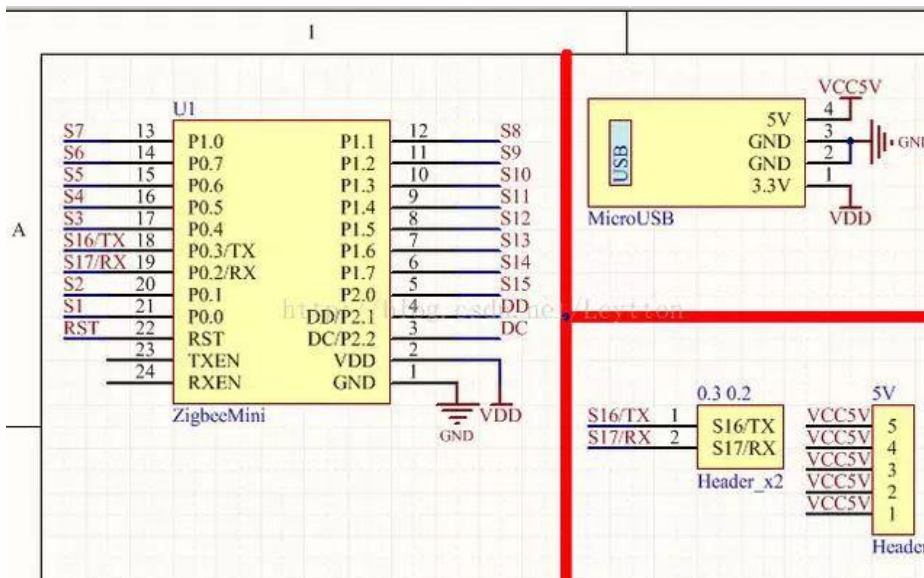 1
A
U1
S7 13 P1.0 P1.1 12 S8
S6 14 P0.7 P1.2 11 S9
S5 15 P0.6 P1.3 10 S10
S4 16 P0.5 P1.4 9 S11
S3 17 P0.4 P1.5 8 S12
S16/TX 18 P0.3/TX P1.6 7 S13
S17/RX 19 P0.2/RX P1.7 6 S14
S2 20 P0.1 P2.0 5 S15
S1 21 P0.0 DD/P2.1 4 DD
RST 22 RST DC/P2.2 3 DC
23 TXEN VDD 2
24 RXEN GND 1
ZigbeeMini
GND VDD
VCC5V
USB
5V 4
GND 3
GND 2
3.3V 1
GND
MicroUSB
VDD
http://blog.csdn.net/Leytton
0.3 0.2
S16/TX 1 S16/TX
S17/RX 2 S17/RX
Header_x2
5V
VCC5V 5
VCC5V 4
VCC5V 3
VCC5V 2
VCC5V 1
Header